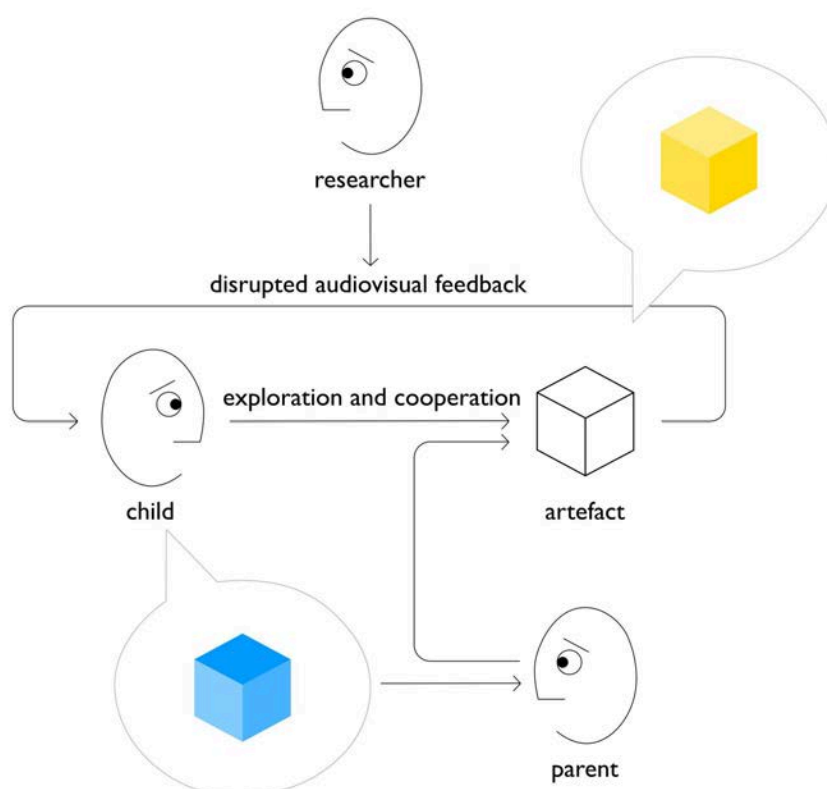 researcher
disrupted audiovisual feedback
exploration and cooperation
child
artefact
parent